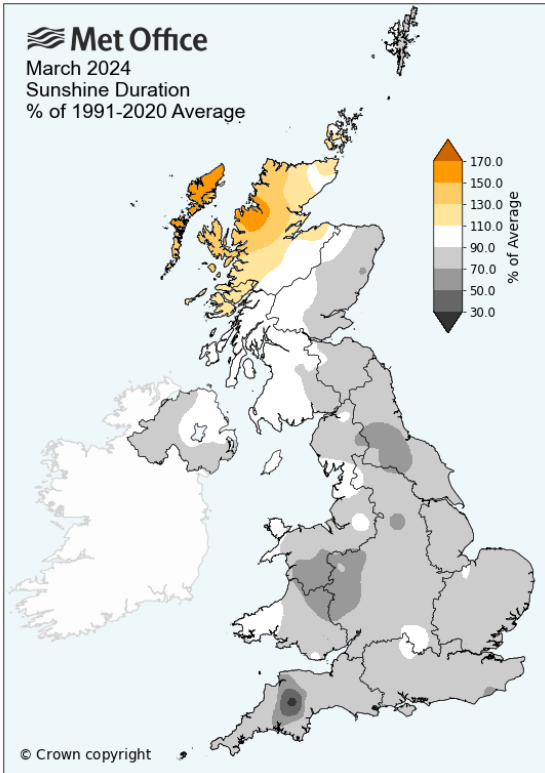 Met Office
March 2024
Sunshine Duration
% of 1991-2020 Average
170.0
150.0
130.0
110.0
90.0
70.0
50.0
30.0
% of Average
© Crown copyright